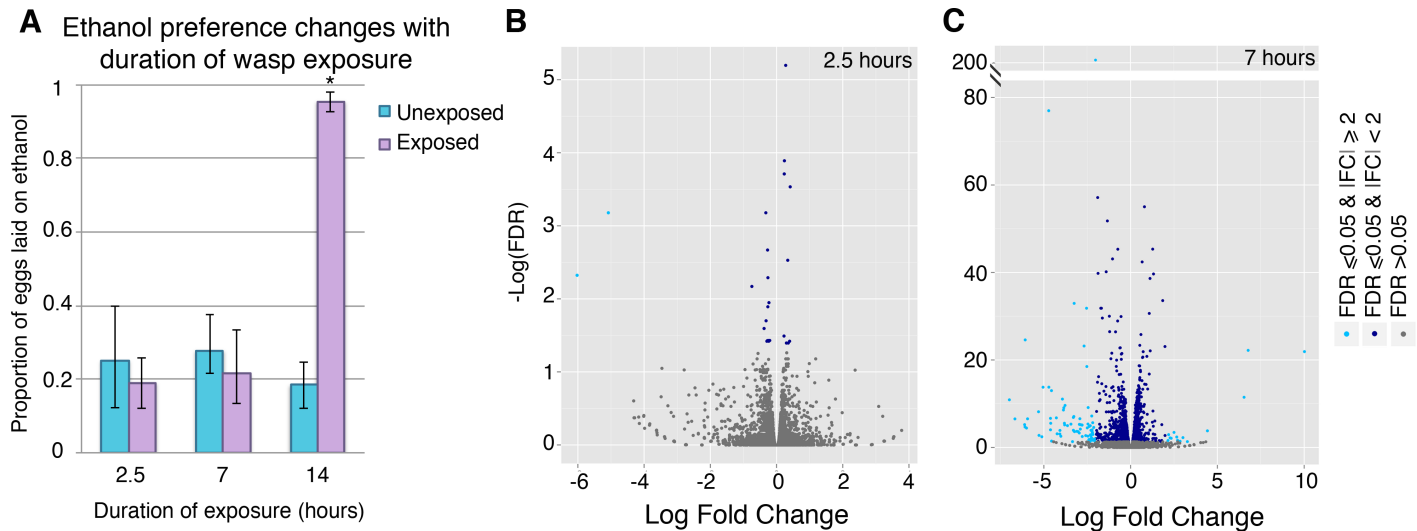 A
Ethanol preference changes with
duration of wasp exposure
Proportion of eggs laid on ethanol
1
0.8
0.6
0.4
0.2
0
*
2.5
7
14
Duration of exposure (hours)
Unexposed
Exposed
B
2.5 hours
-Log(FDR)
5
4
3
2
1
0
-6
-4
-2
0
2
4
Log Fold Change
C
7 hours
200
80
60
40
20
0
-5
0
5
10
Log Fold Change
FDR ⩽0.05 & |FC| ⩾ 2
FDR ⩽0.05 & |FC| < 2
FDR >0.05